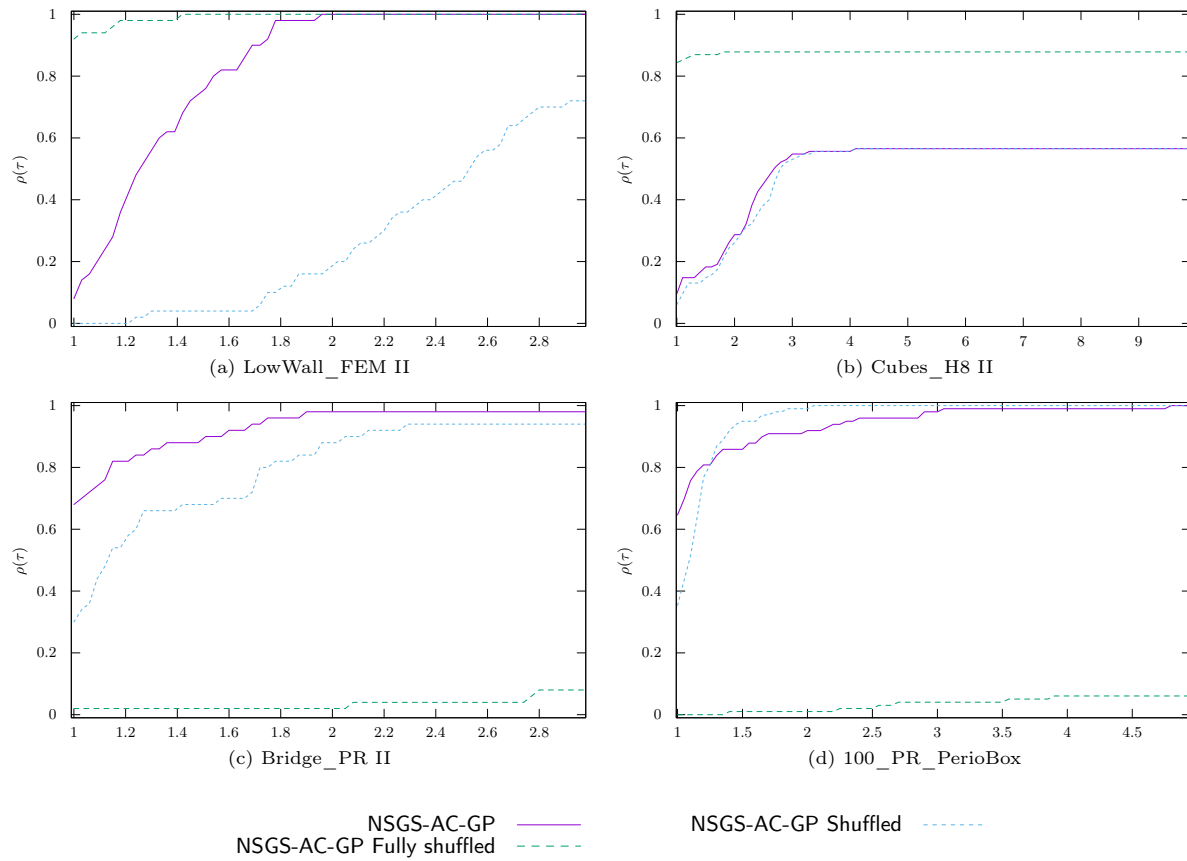 1
0.8
0.6
0.4
0.2
0
ρ(τ)
1 1.2 1.4 1.6 1.8 2 2.2 2.4 2.6 2.8
(a) LowWall_FEM II
1
0.8
0.6
0.4
0.2
0
ρ(τ)
1 2 3 4 5 6 7 8 9
(b) Cubes_H8 II
1
0.8
0.6
0.4
0.2
0
ρ(τ)
1 1.2 1.4 1.6 1.8 2 2.2 2.4 2.6 2.8
(c) Bridge_PR II
1
0.8
0.6
0.4
0.2
0
ρ(τ)
1 1.5 2 2.5 3 3.5 4 4.5
(d) 100_PR_PerioBox
NSGS-AC-GP
NSGS-AC-GP Shuffled
NSGS-AC-GP Fully shuffled